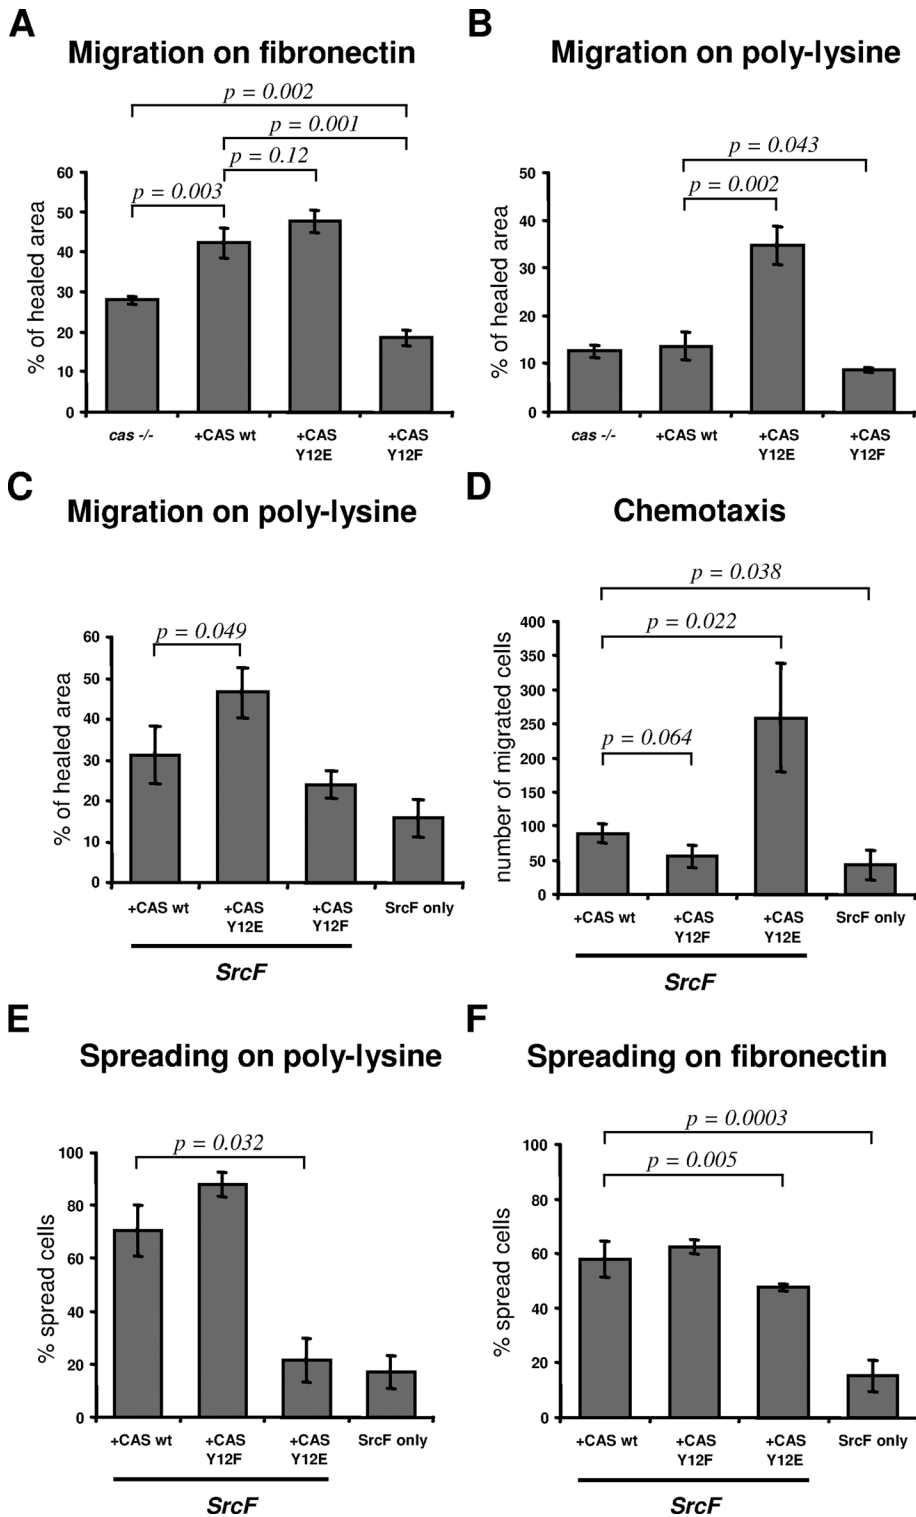 A
Migration on fibronectin
p = 0.002
p = 0.001
p = 0.12
p = 0.003
% of healed area
60
50
40
30
20
10
0
cas -/-
+CAS wt
+CAS
Y12E
+CAS
Y12F
B
Migration on poly-lysine
p = 0.043
p = 0.002
% of healed area
50
40
30
20
10
0
cas -/-
+CAS wt
+CAS
Y12E
+CAS
Y12F
C
Migration on poly-lysine
p = 0.049
% of healed area
60
50
40
30
20
10
0
+CAS wt
+CAS
Y12E
+CAS
Y12F
SrcF only
SrcF
D
Chemotaxis
p = 0.038
p = 0.022
p = 0.064
number of migrated cells
400
350
300
250
200
150
100
50
0
+CAS wt
+CAS
Y12F
+CAS
Y12E
SrcF only
SrcF
E
Spreading on poly-lysine
p = 0.032
% spread cells
100
80
60
40
20
0
+CAS wt
+CAS
Y12F
+CAS
Y12E
SrcF only
SrcF
F
Spreading on fibronectin
p = 0.0003
p = 0.005
% spread cells
100
80
60
40
20
0
+CAS wt
+CAS
Y12F
+CAS
Y12E
SrcF only
SrcF